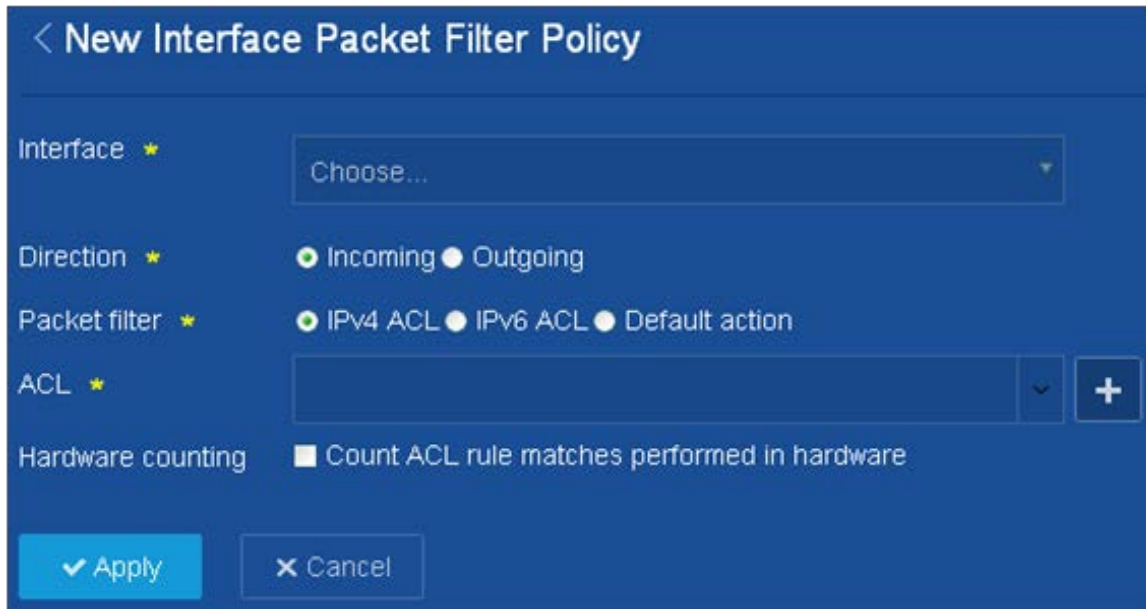 New Interface Packet Filter Policy
Interface *
Choose...
Direction * Incoming Outgoing
Packet filter * IPv4 ACL IPv6 ACL Default action
ACL *
Hardware counting Count ACL rule matches performed in hardware
Apply Cancel